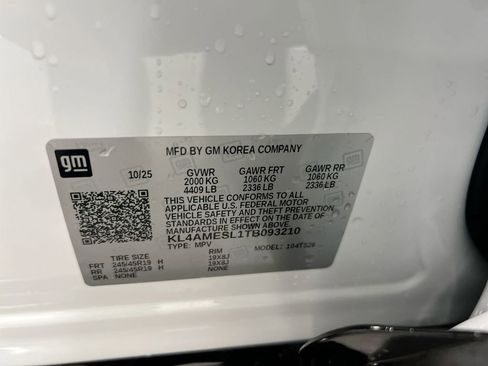 gm
MFD BY GM KOREA COMPANY
10/25 GVWR GAWR FRT GAWR RR
2000 KG 1060 KG 1060 KG
4409 LB 2336 LB 2336 LB
THIS VEHICLE CONFORMS TO ALL
APPLICABLE U.S. FEDERAL MOTOR
VEHICLE SAFETY AND THEFT PREVENTION
STANDARDS IN EFFECT ON THE DATE OF
MANUFACTURE SHOWN ABOVE.
KL4AMESL1TB093210
TYPE: MPV MODEL: 104TS26
TIRE SIZE RIM
FRT 245/45R19 H 19X8J
RR 245/45R19 H 19X8J
SPA NONE NONE